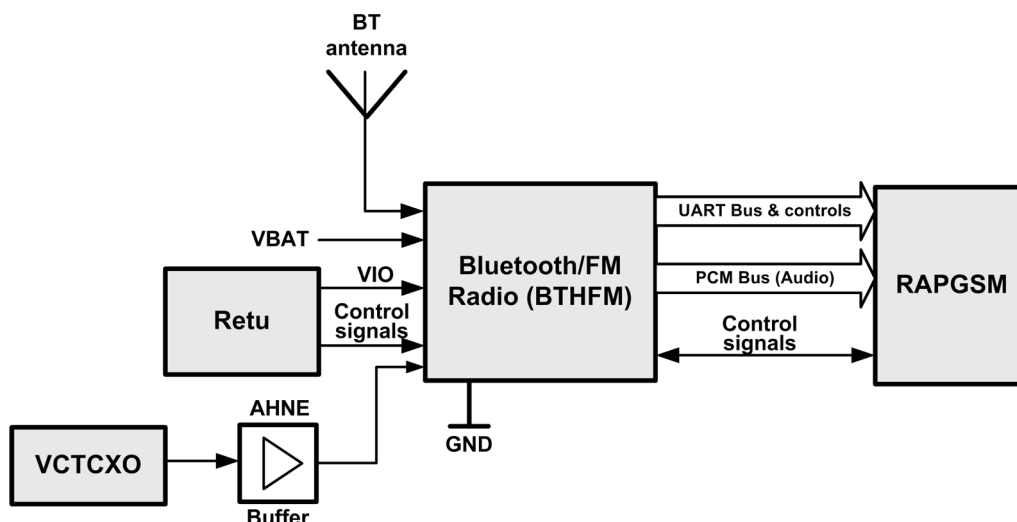 BT
antenna
VBAT
VIO
Retu
Control
signals
Bluetooth/FM
Radio (BTHFM)
UART Bus & controls
PCM Bus (Audio)
Control
signals
RAPGSM
GND
AHNE
VCTCXO
Buffer